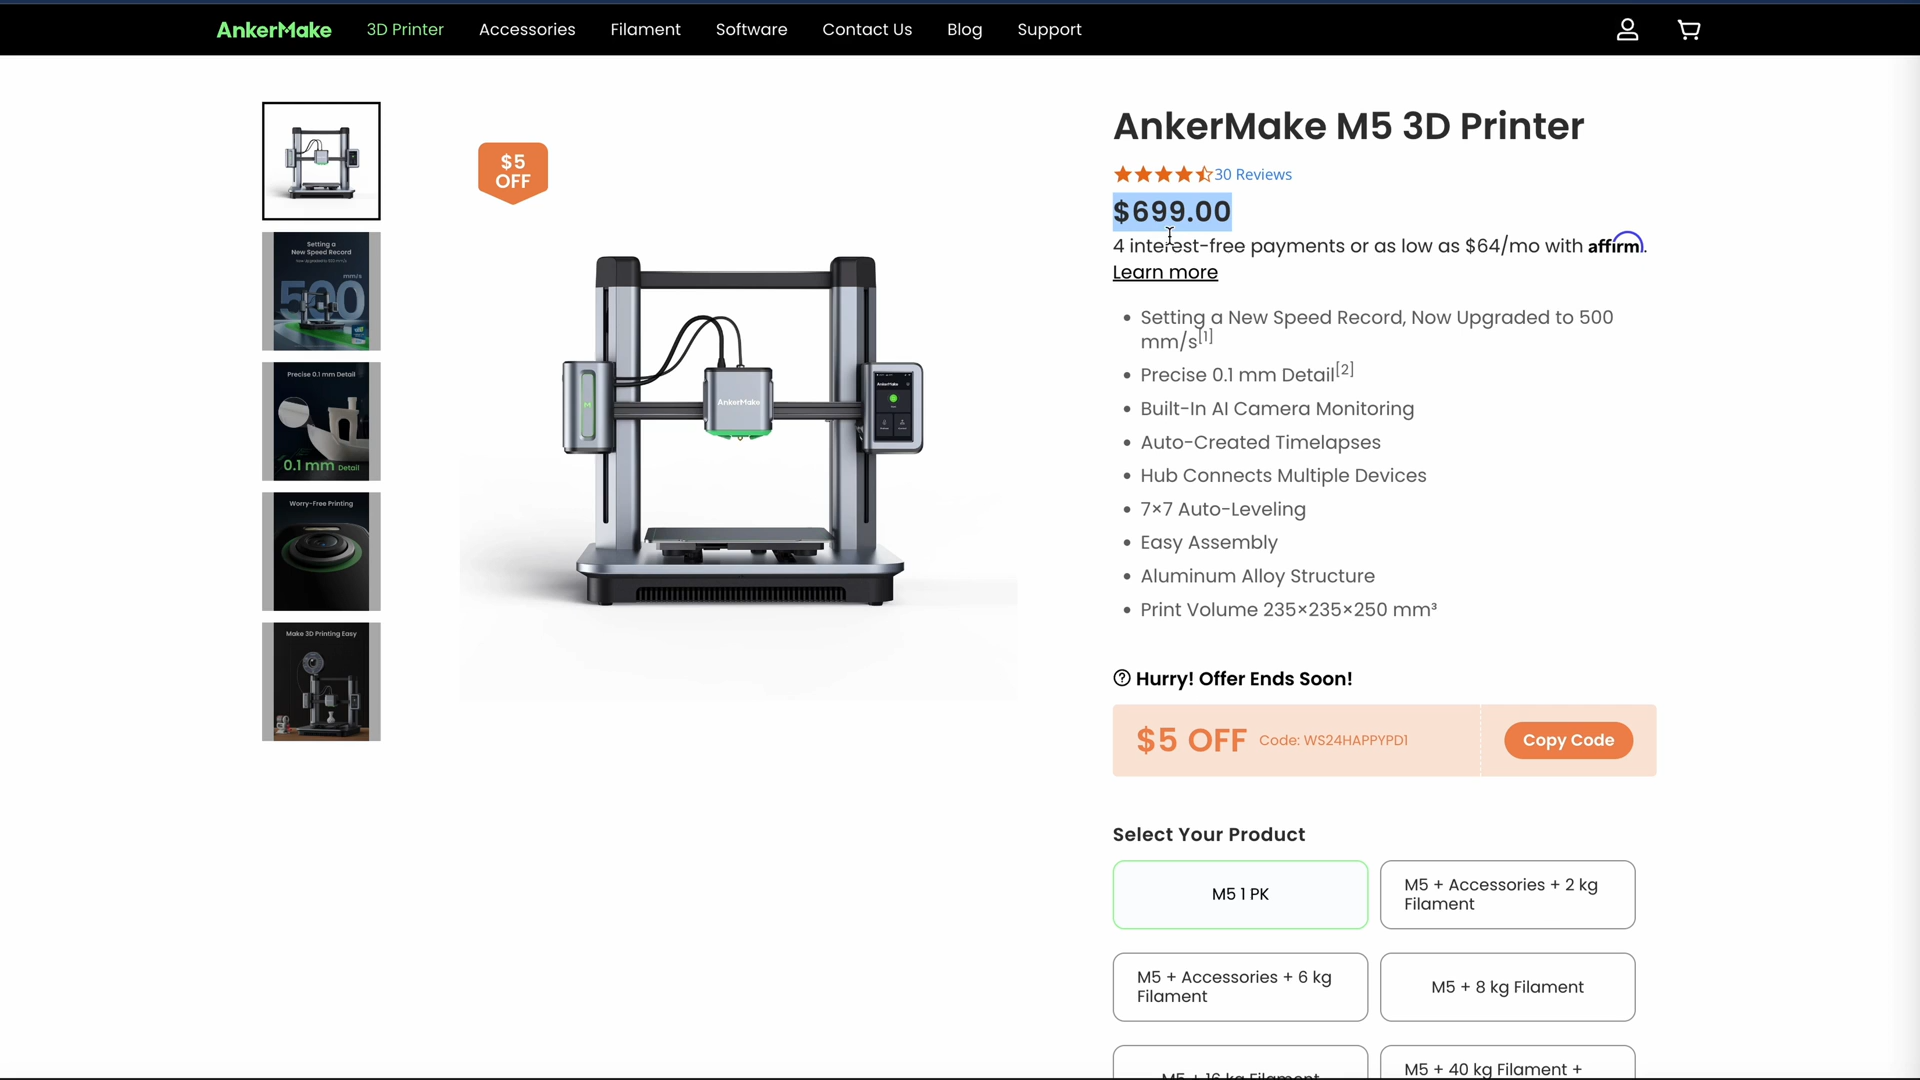 AnkerMake
3D Printer
Accessories
Filament
Software
Contact Us
Blog
Support
$5
OFF
Setting a
New Speed Record
mm/s
500
Precise 0.1 mm Detail
0.1 mm Detail
Worry-Free Printing
Make 3D Printing Easy
AnkerMake
AnkerMake M5 3D Printer
30 Reviews
$699.00
4 interest-free payments or as low as $64/mo with affirm.
Learn more
• Setting a New Speed Record, Now Upgraded to 500
mm/s[1]
• Precise 0.1 mm Detail[2]
• Built-In AI Camera Monitoring
• Auto-Created Timelapses
• Hub Connects Multiple Devices
• 7×7 Auto-Leveling
• Easy Assembly
• Aluminum Alloy Structure
• Print Volume 235×235×250 mm³
Hurry! Offer Ends Soon!
$5 OFF Code: WS24HAPPYPD1
Copy Code
Select Your Product
M5 1 PK
M5 + Accessories + 2 kg
Filament
M5 + Accessories + 6 kg
Filament
M5 + 8 kg Filament
M5 + 16 kg Filament
M5 + 40 kg Filament +